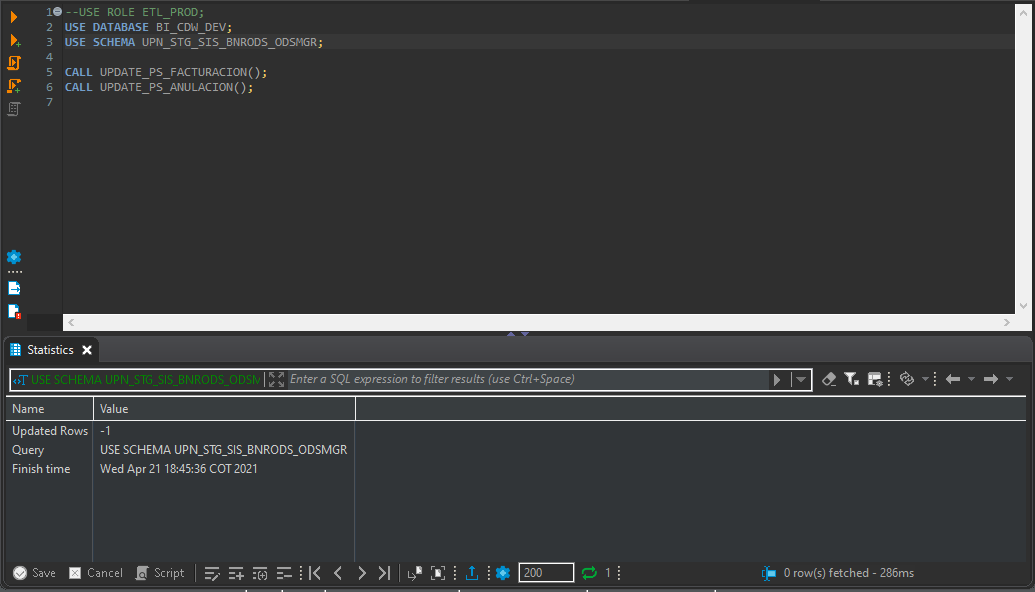 1 --USE ROLE ETL_PROD;
2 USE DATABASE BI_CDW_DEV;
3 USE SCHEMA UPN_STG_SIS_BNRODS_ODSMGR;
4
5 CALL UPDATE_PS_FACTURACION();
6 CALL UPDATE_PS_ANULACION();
7
Statistics
USE SCHEMA UPN_STG_SIS_BNRODS_ODSM Enter a SQL expression to filter results (use Ctrl+Space)
Name Value
Updated Rows -1
Query USE SCHEMA UPN_STG_SIS_BNRODS_ODSMGR
Finish time Wed Apr 21 18:45:36 COT 2021
Save Cancel Script 200 1 0 row(s) fetched - 286ms